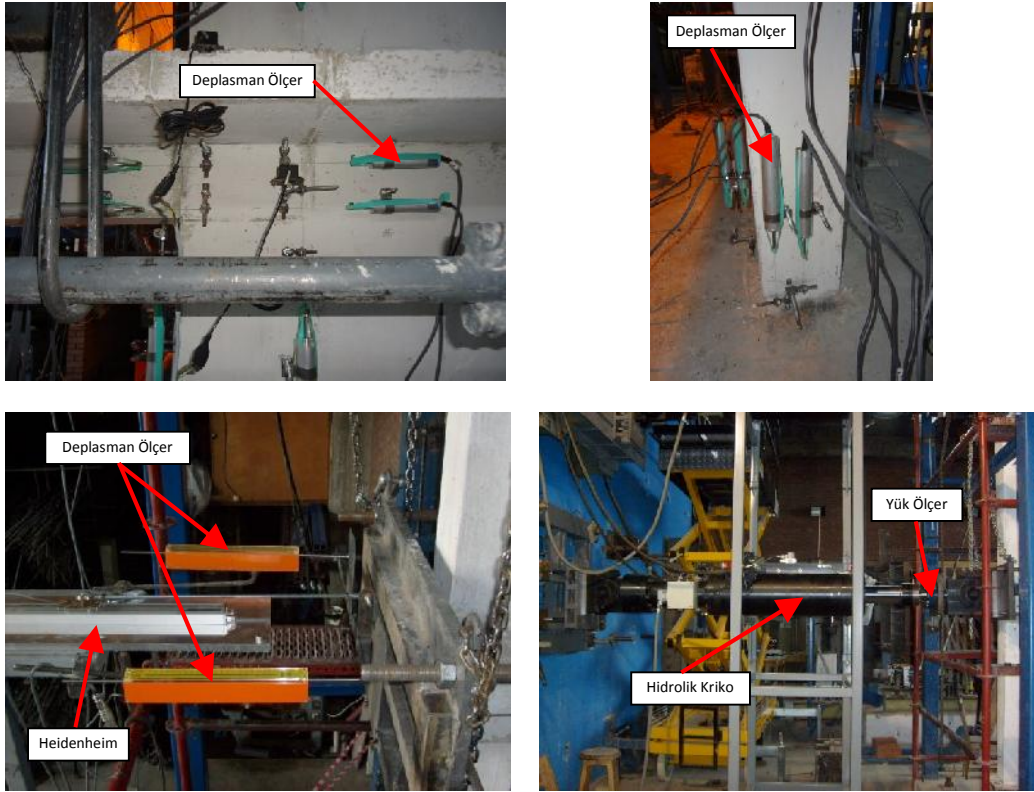 Deplasman Ölçer
Deplasman Ölçer
Deplasman Ölçer
Heidenheim
Yük Ölçer
Hidrolik Kriko